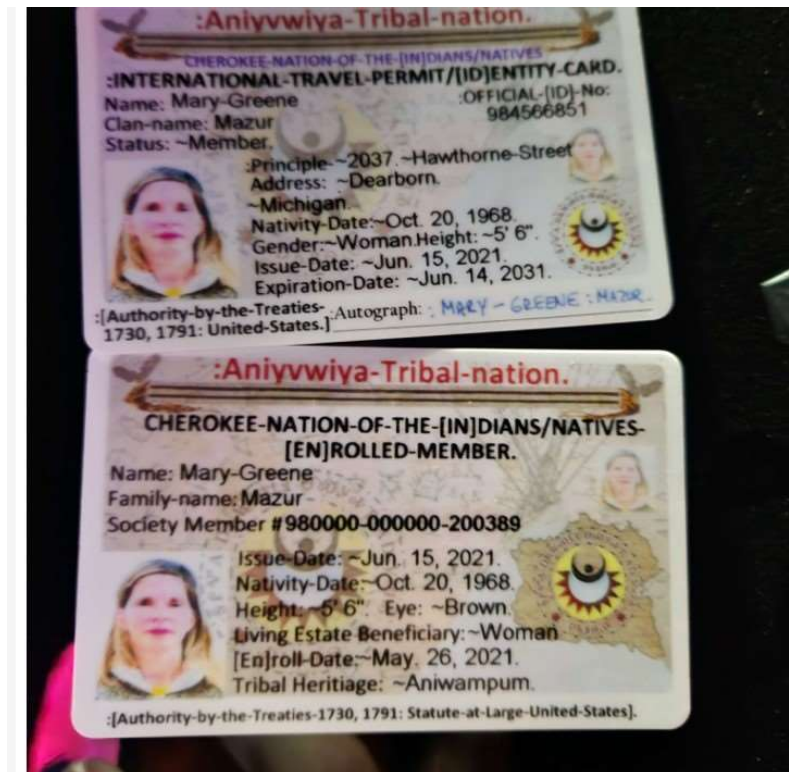 :Aniyvwiya-Tribal-nation.
CHEROKEE-NATION-OF-THE-[IN]DIANS/NATIVES
:INTERNATIONAL-TRAVEL-PERMIT/[ID]ENTITY-CARD.
Name: Mary-Greene
:OFFICIAL-[ID]-No:
984566851
Clan-name: Mazur
Status: ~Member.
:Principle-~2037.~Hawthorne-Street
Address: ~Dearborn.
~Michigan.
Nativity-Date:~Oct. 20, 1968.
Gender:~Woman.Height: ~5' 6".
Issue-Date: ~Jun. 15, 2021.
Expiration-Date: ~Jun. 14, 2031.
:[Authority-by-the-Treaties-
1730, 1791: United-States.]
:Autograph: : MARY - GREENE : MAZUR.
:Aniyvwiya-Tribal-nation.
CHEROKEE-NATION-OF-THE-[IN]DIANS/NATIVES-
[EN]ROLLED-MEMBER.
Name: Mary-Greene
Family-name: Mazur
Society Member #980000-000000-200389
Issue-Date: ~Jun. 15, 2021.
Nativity-Date:~Oct. 20, 1968.
Height: ~5' 6". Eye: ~Brown.
Living Estate Beneficiary:~Woman
[En]roll-Date:~May. 26, 2021.
Tribal Heritiage: ~Aniwampum.
:[Authority-by-the-Treaties-1730, 1791: Statute-at-Large-United-States].